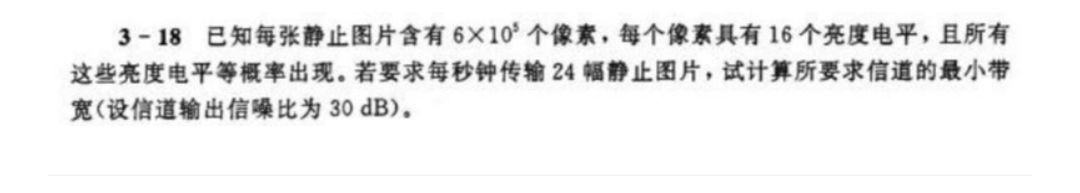 3-18 已知每张静止图片含有 6×10⁵ 个像素，每个像素具有 16 个亮度电平，且所有
这些亮度电平等概率出现。若要求每秒钟传输 24 幅静止图片，试计算所要求信道的最小带
宽(设信道输出信噪比为 30 dB)。